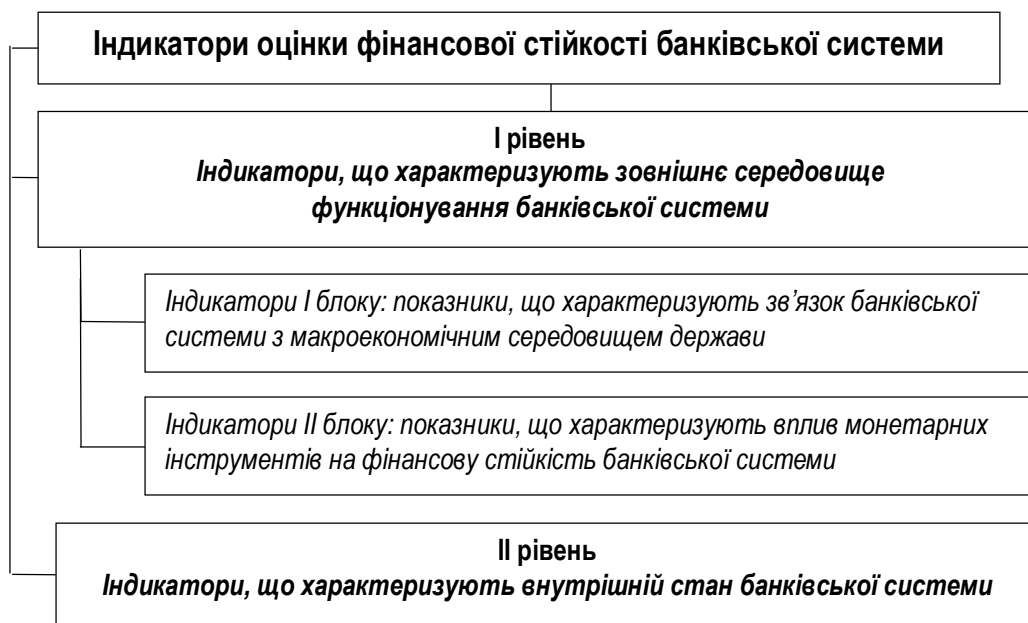 Індикатори оцінки фінансової стійкості банківської системи
І рівень
Індикатори, що характеризують зовнішнє середовище
функціонування банківської системи
Індикатори І блоку: показники, що характеризують зв’язок банківської
системи з макроекономічним середовищем держави
Індикатори ІІ блоку: показники, що характеризують вплив монетарних
інструментів на фінансову стійкість банківської системи
ІІ рівень
Індикатори, що характеризують внутрішній стан банківської системи